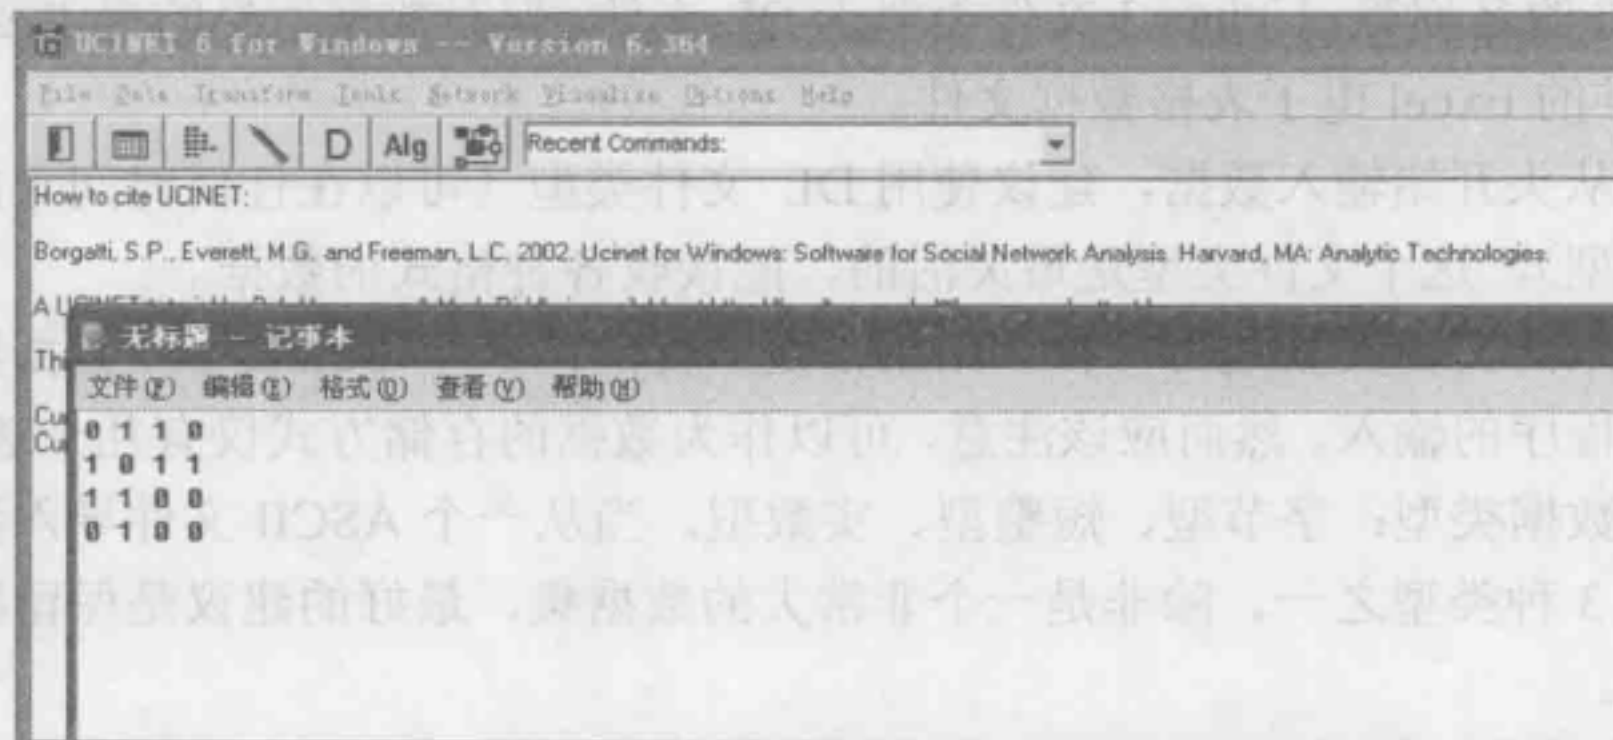 UCINET 6 for Windows -- Version 6.364
File Data Transform Tools Network Visualize Options Help
D Alg Recent Commands:
How to cite UCINET:
Borgatti, S.P., Everett, M.G. and Freeman, L.C. 2002. Ucinet for Windows: Software for Social Network Analysis. Harvard, MA: Analytic Technologies.
无标题 - 记事本
文件(F) 编辑(E) 格式(O) 查看(V) 帮助(H)
0 1 1 0
1 0 1 1
1 1 0 0
0 1 0 0